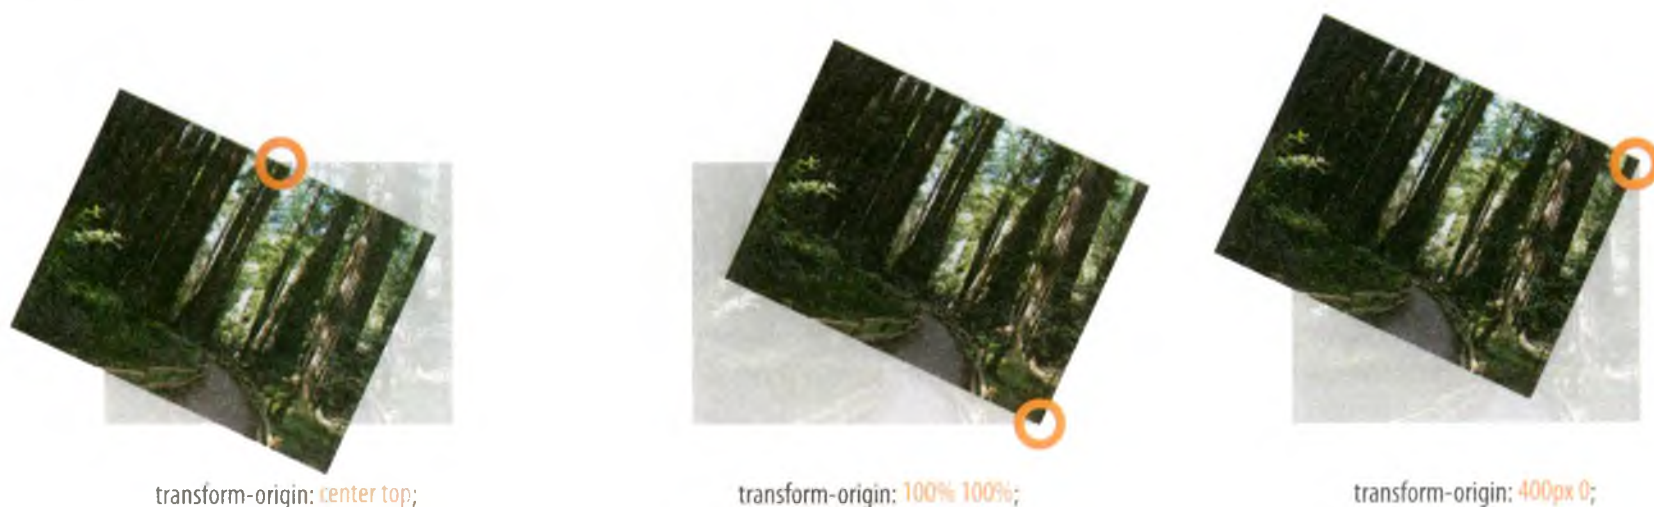 transform-origin: center top;
transform-origin: 100% 100%;
transform-origin: 400px 0;